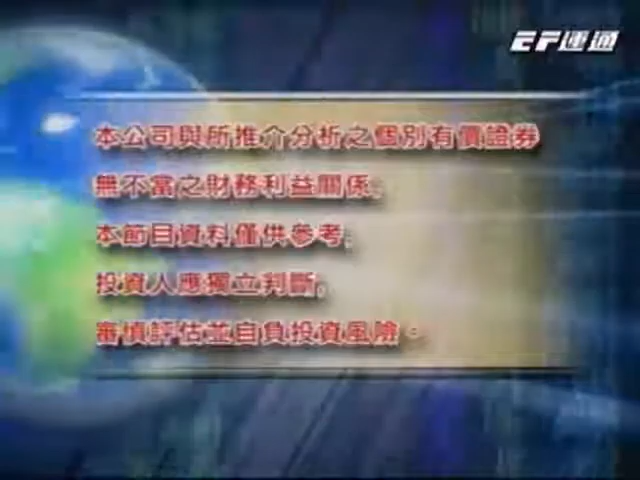 EF運通
本公司與所推介分析之個別有價證券
無不當之財務利益關係;
本節目資料僅供參考;
投資人應獨立判斷;
審慎評估並自負投資風險。